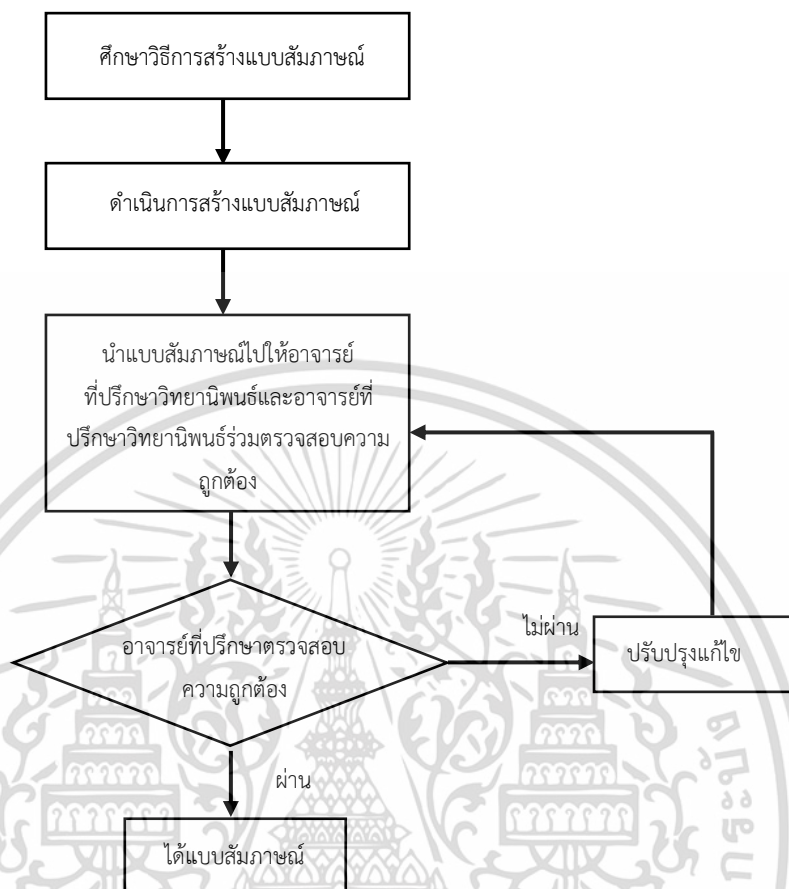 ศึกษาวิธีการสร้างแบบสัมภาษณ์
ดำเนินการสร้างแบบสัมภาษณ์
นำแบบสัมภาษณ์ไปให้อาจารย์
ที่ปรึกษาวิทยานิพนธ์และอาจารย์ที่
ปรึกษาวิทยานิพนธ์ร่วมตรวจสอบความ
ถูกต้อง
อาจารย์ที่ปรึกษาตรวจสอบ
ความถูกต้อง
ไม่ผ่าน
ปรับปรุงแก้ไข
ผ่าน
ได้แบบสัมภาษณ์